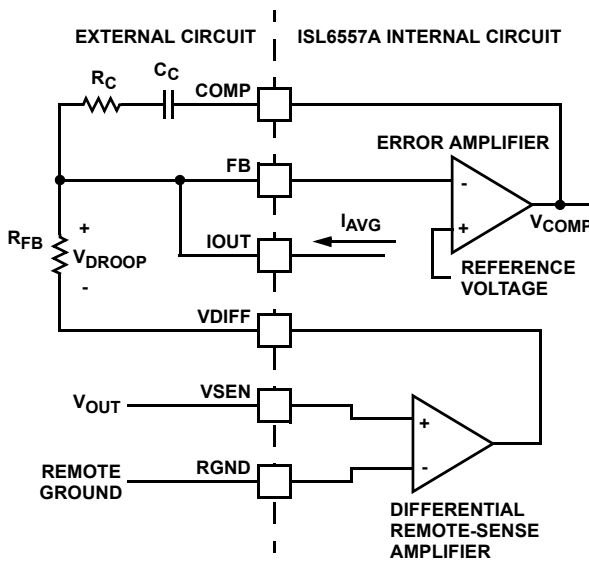 EXTERNAL CIRCUIT
ISL6557A INTERNAL CIRCUIT
RC
CC
COMP
ERROR AMPLIFIER
FB
-
+
VCOMP
IAVG
IOUT
REFERENCE
VOLTAGE
RFB
+
VDROOP
-
VDIFF
VSEN
VOUT
+
-
RGND
REMOTE
GROUND
DIFFERENTIAL
REMOTE-SENSE
AMPLIFIER